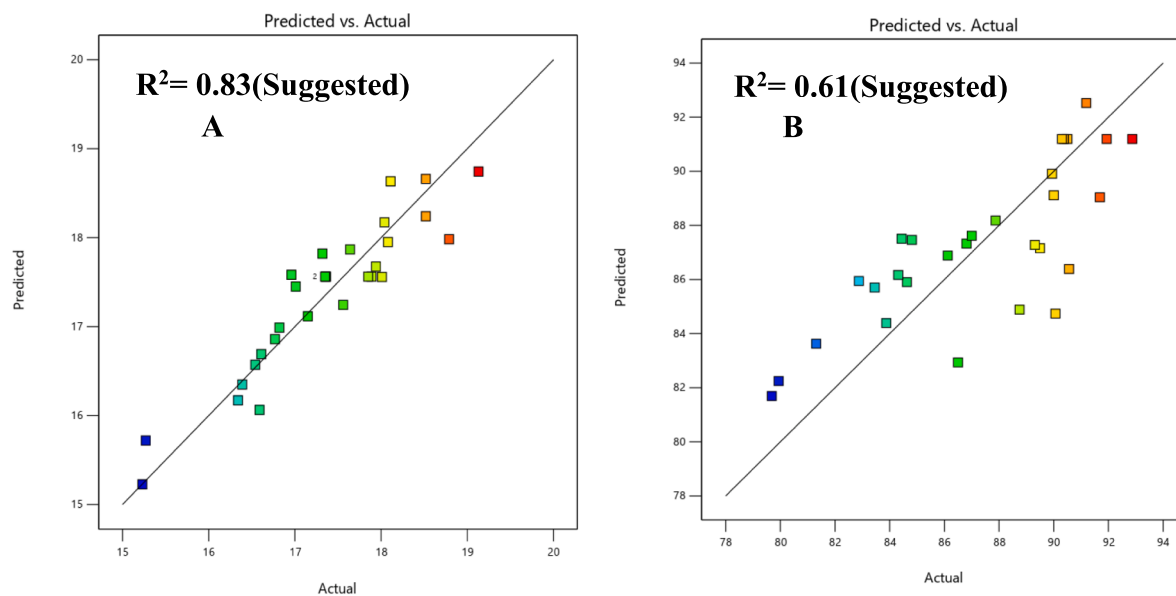 Predicted vs. Actual
R²= 0.83(Suggested)
A
20
19
18
17
16
15
2
Predicted
15 16 17 18 19 20
Actual
Predicted vs. Actual
R²= 0.61(Suggested)
B
94
92
90
88
86
84
82
80
78
Predicted
78 80 82 84 86 88 90 92 94
Actual